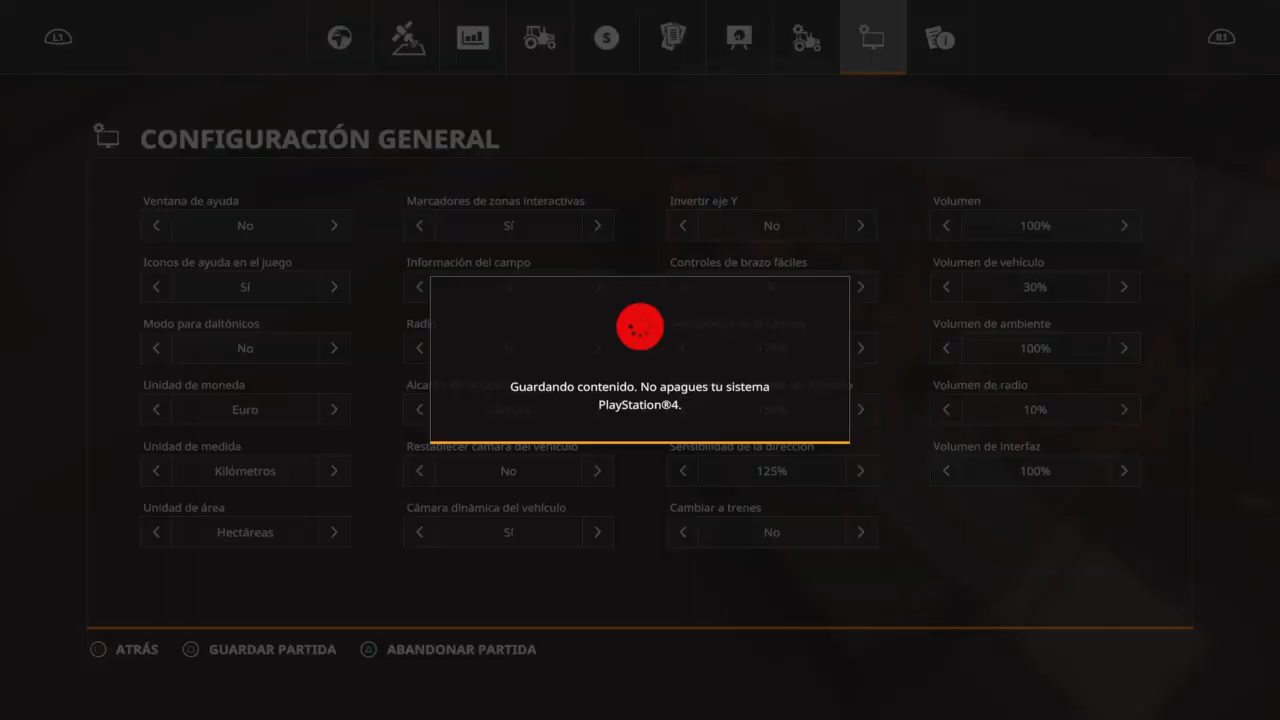 L1
R1
CONFIGURACIÓN GENERAL
Ventana de ayuda
No
Iconos de ayuda en el juego
Sí
Modo para daltónicos
No
Unidad de moneda
Euro
Unidad de medida
Kilómetros
Unidad de área
Hectáreas
Marcadores de zonas interactivas
Sí
Información del campo
Radio
Restablecer cámara del vehículo
No
Cámara dinámica del vehículo
Sí
Invertir eje Y
No
Controles de brazo fáciles
Sensibilidad de la dirección
125%
Cambiar a trenes
No
Volumen
100%
Volumen de vehículo
30%
Volumen de ambiente
100%
Volumen de radio
10%
Volumen de Interfaz
100%
Guardando contenido. No apagues tu sistema
PlayStation®4.
ATRÁS
GUARDAR PARTIDA
ABANDONAR PARTIDA